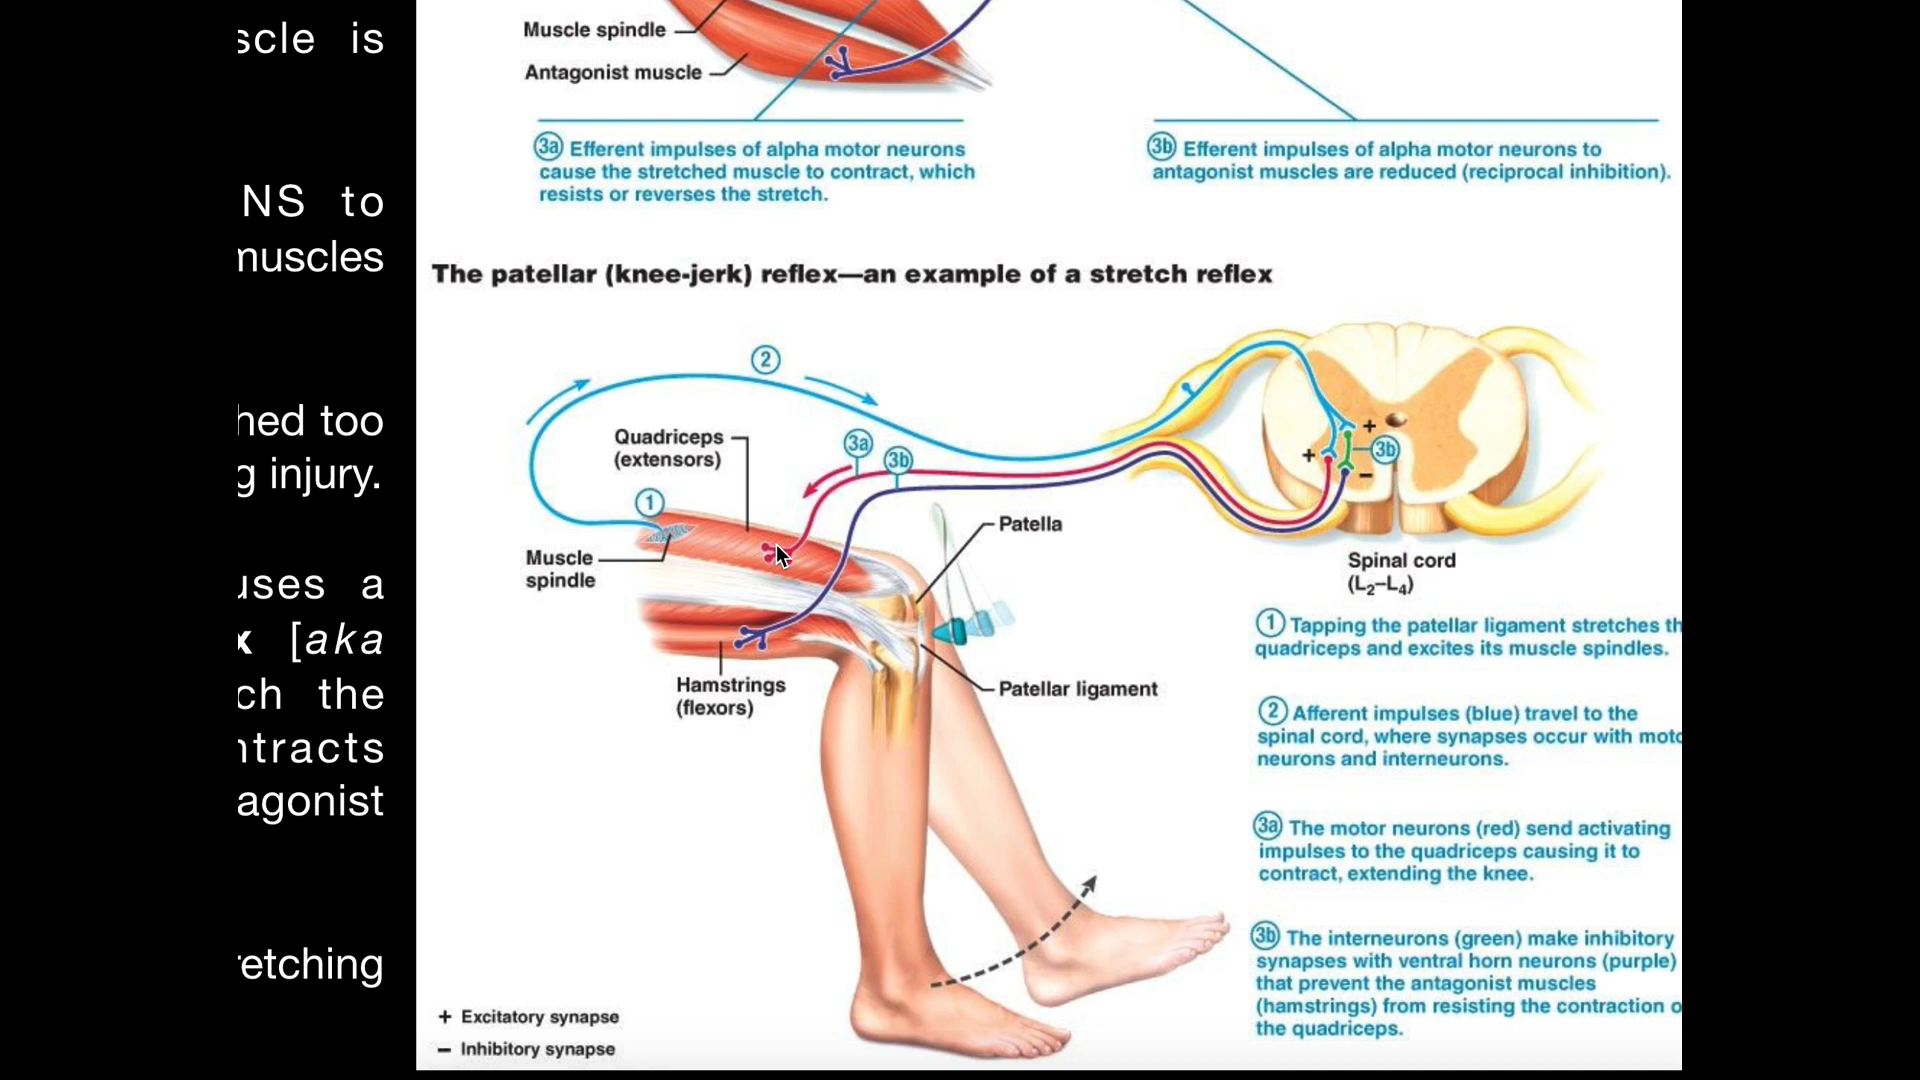 scle is
NS to
muscles
hed too
g injury.
uses a
x [aka
ch the
ntracts
agonist
retching
Muscle spindle
Antagonist muscle
3a Efferent impulses of alpha motor neurons
cause the stretched muscle to contract, which
resists or reverses the stretch.
3b Efferent impulses of alpha motor neurons to
antagonist muscles are reduced (reciprocal inhibition).
The patellar (knee-jerk) reflex—an example of a stretch reflex
2
Quadriceps
(extensors)
3a
3b
1
Muscle
spindle
Hamstrings
(flexors)
Patella
Patellar ligament
+
+
3b
−
Spinal cord
(L2–L4)
1 Tapping the patellar ligament stretches th
quadriceps and excites its muscle spindles.
2 Afferent impulses (blue) travel to the
spinal cord, where synapses occur with moto
neurons and interneurons.
3a The motor neurons (red) send activating
impulses to the quadriceps causing it to
contract, extending the knee.
3b The interneurons (green) make inhibitory
synapses with ventral horn neurons (purple)
that prevent the antagonist muscles
(hamstrings) from resisting the contraction o
the quadriceps.
+ Excitatory synapse
− Inhibitory synapse